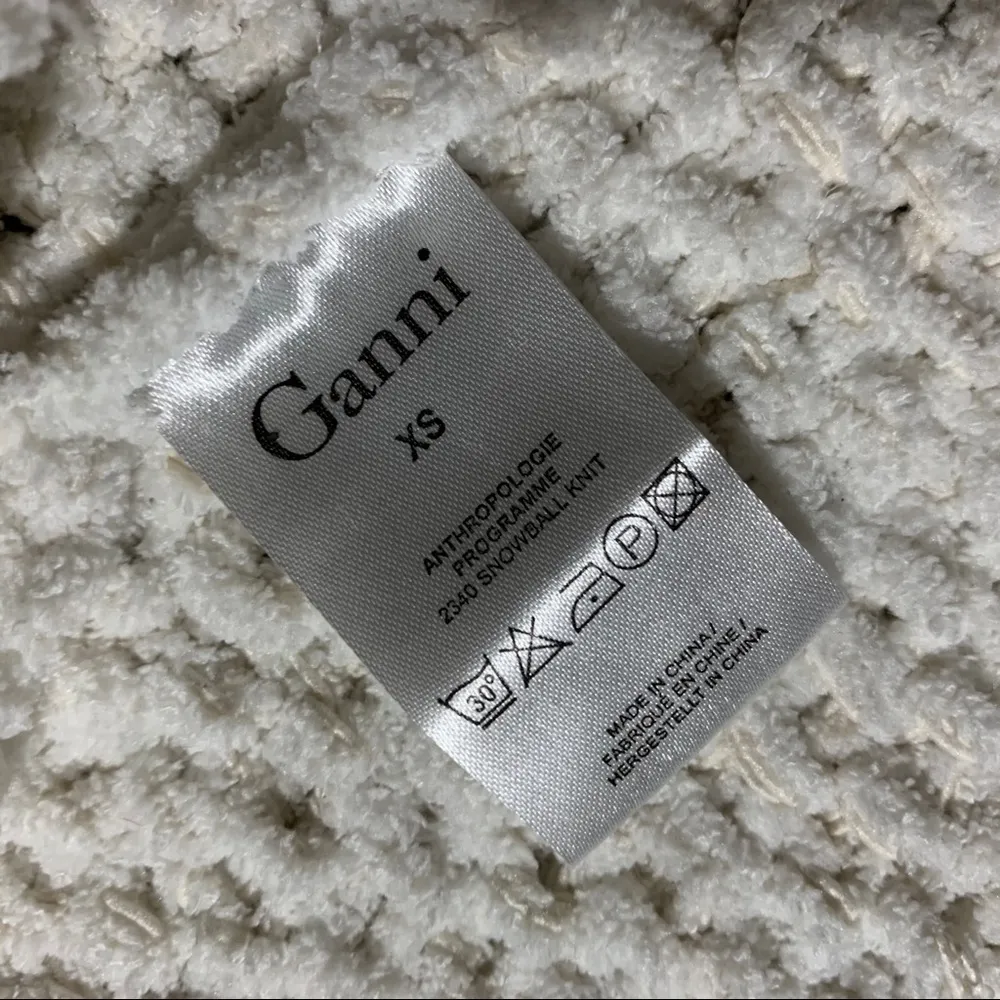 Ganni
XS
ANTHROPOLOGIE
PROGRAMME
2340 SNOWBALL KNIT
30°
P
MADE IN CHINA/
FABRIQUE EN CHINE/
HERGESTELLT IN CHINA